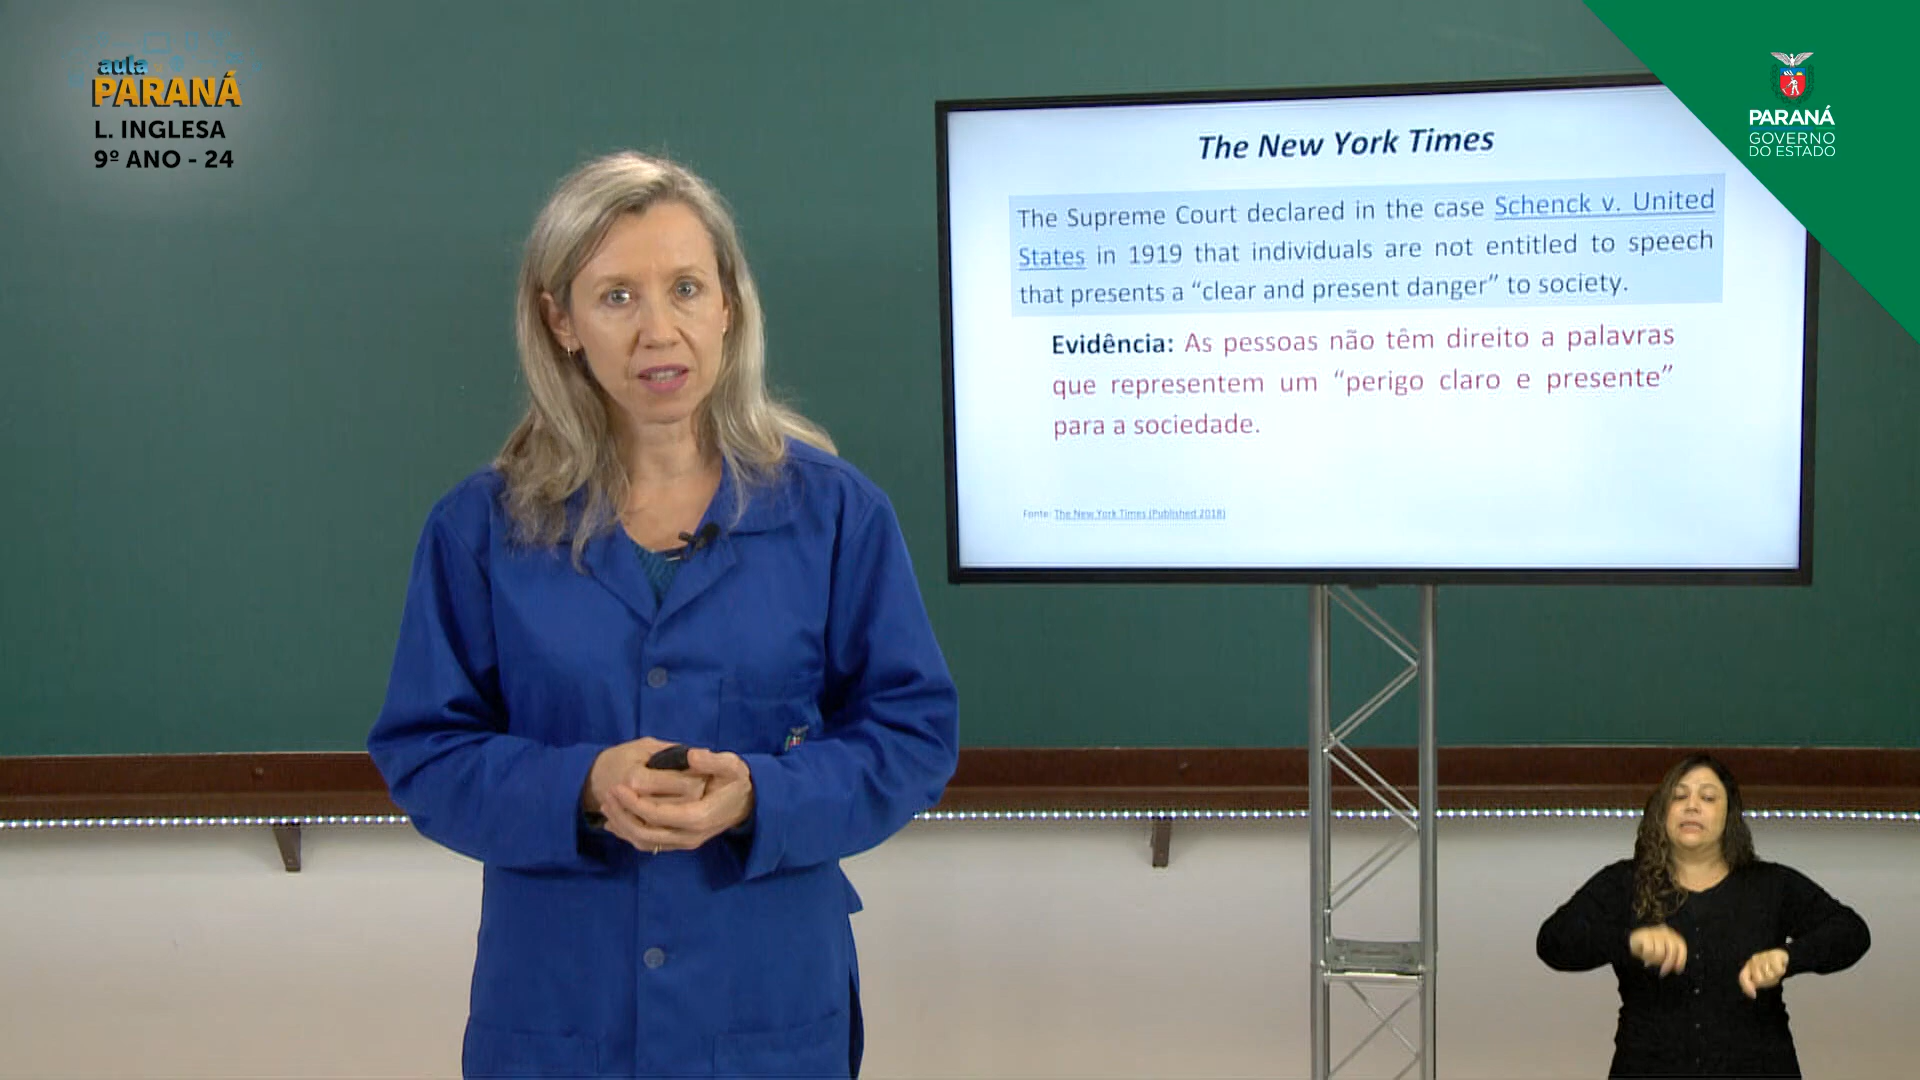 aula
PARANÁ
L. INGLESA
9º ANO - 24
PARANÁ
GOVERNO
DO ESTADO
The New York Times
The Supreme Court declared in the case Schenck v. United
States in 1919 that individuals are not entitled to speech
that presents a “clear and present danger” to society.
Evidência: As pessoas não têm direito a palavras
que representem um “perigo claro e presente”
para a sociedade.
Fonte: The New York Times (Published 2018)